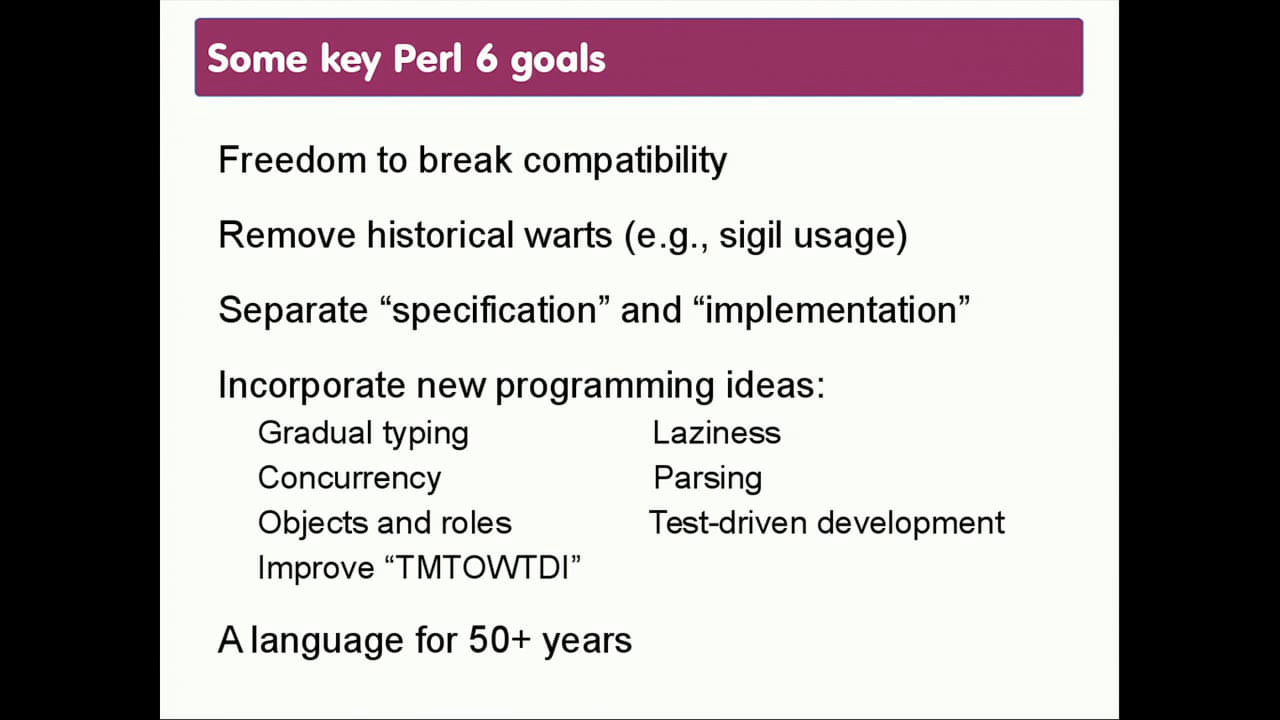 Some key Perl 6 goals
Freedom to break compatibility
Remove historical warts (e.g., sigil usage)
Separate “specification” and “implementation”
Incorporate new programming ideas:
Gradual typing Laziness
Concurrency Parsing
Objects and roles Test-driven development
Improve “TMTOWTDI”
A language for 50+ years